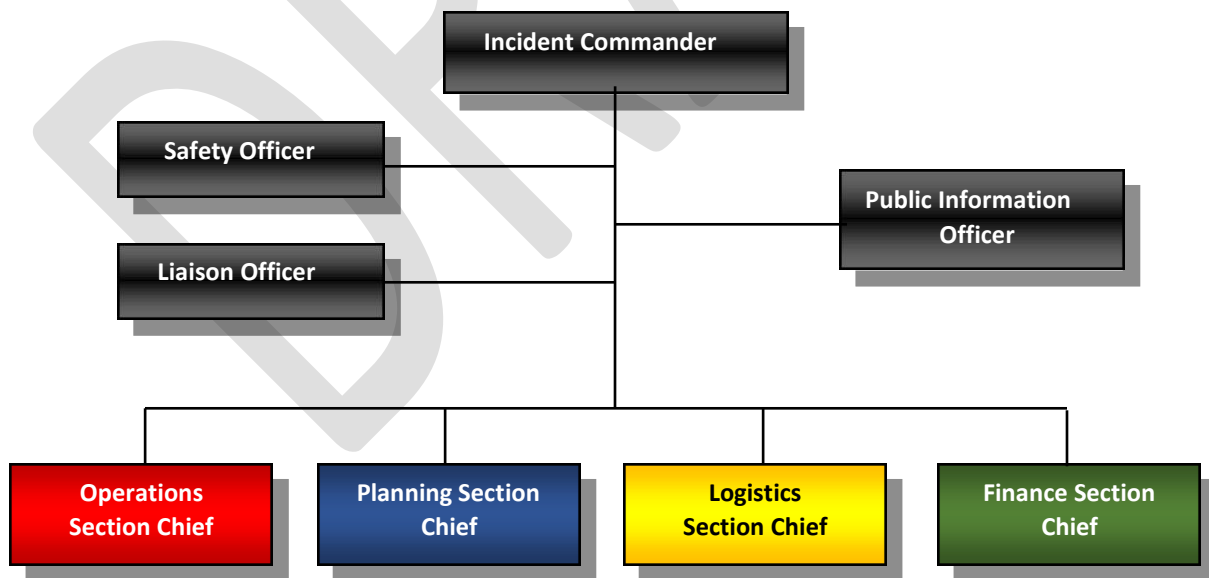 Incident Commander
Safety Officer
Public Information
Officer
Liaison Officer
Operations
Section Chief
Planning Section
Chief
Logistics
Section Chief
Finance Section
Chief